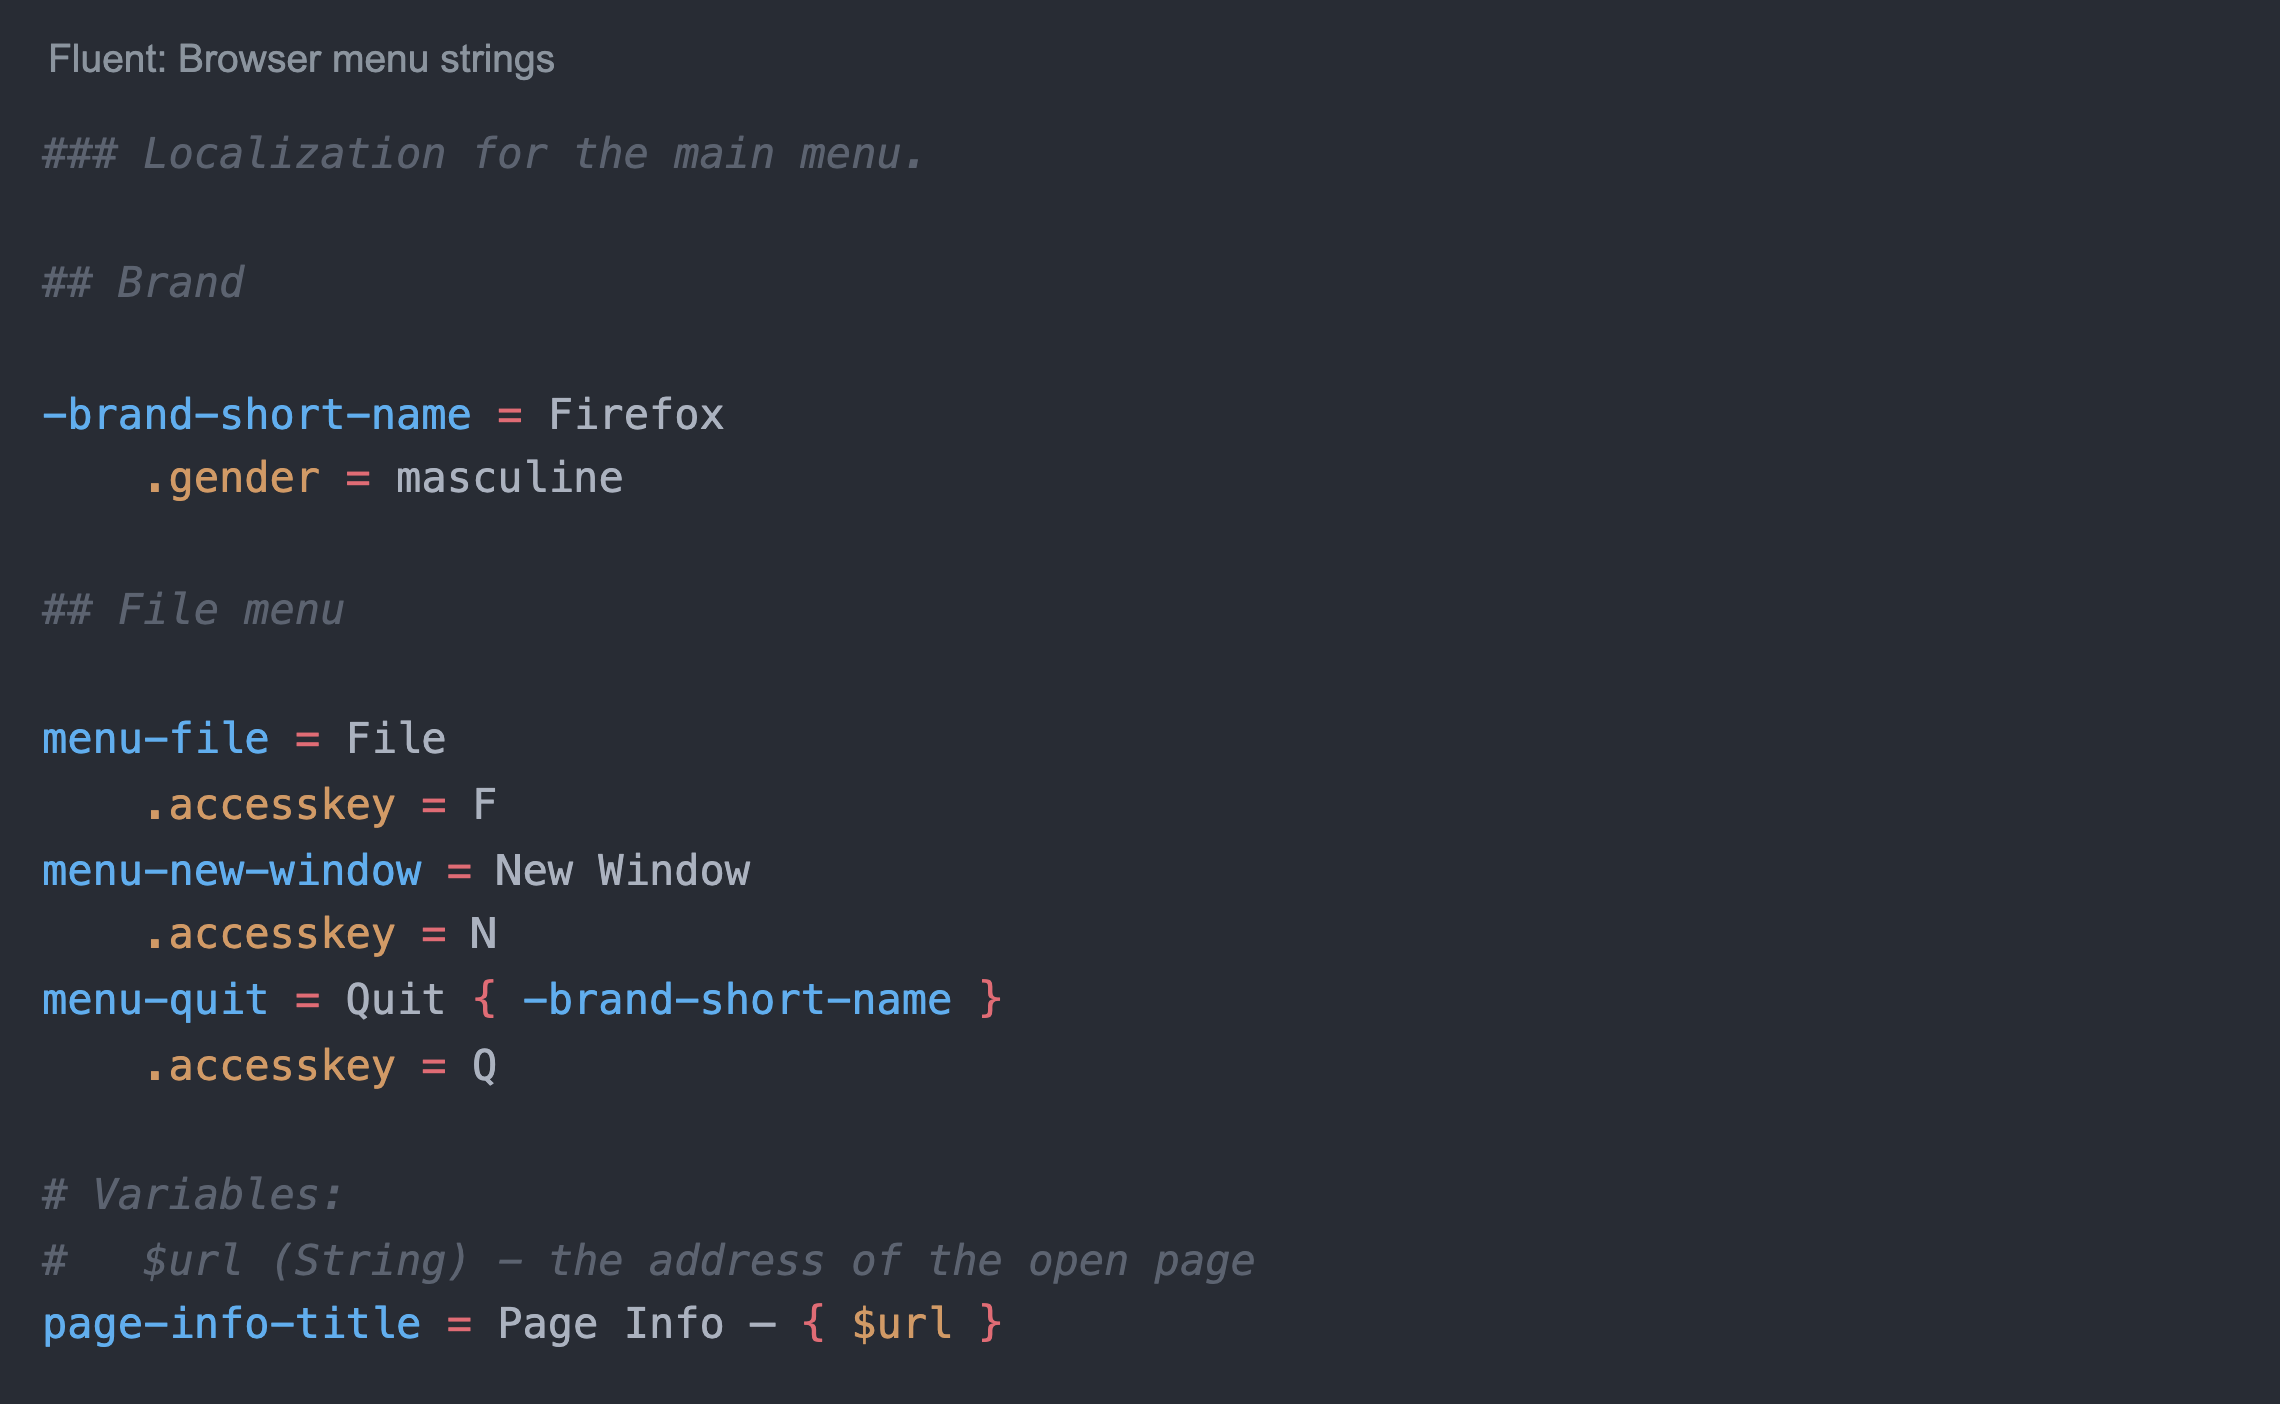 Fluent: Browser menu strings
### Localization for the main menu.
## Brand
-brand-short-name = Firefox
    .gender = masculine
## File menu
menu-file = File
    .accesskey = F
menu-new-window = New Window
    .accesskey = N
menu-quit = Quit { -brand-short-name }
    .accesskey = Q
# Variables:
#   $url (String) — the address of the open page
page-info-title = Page Info — { $url }